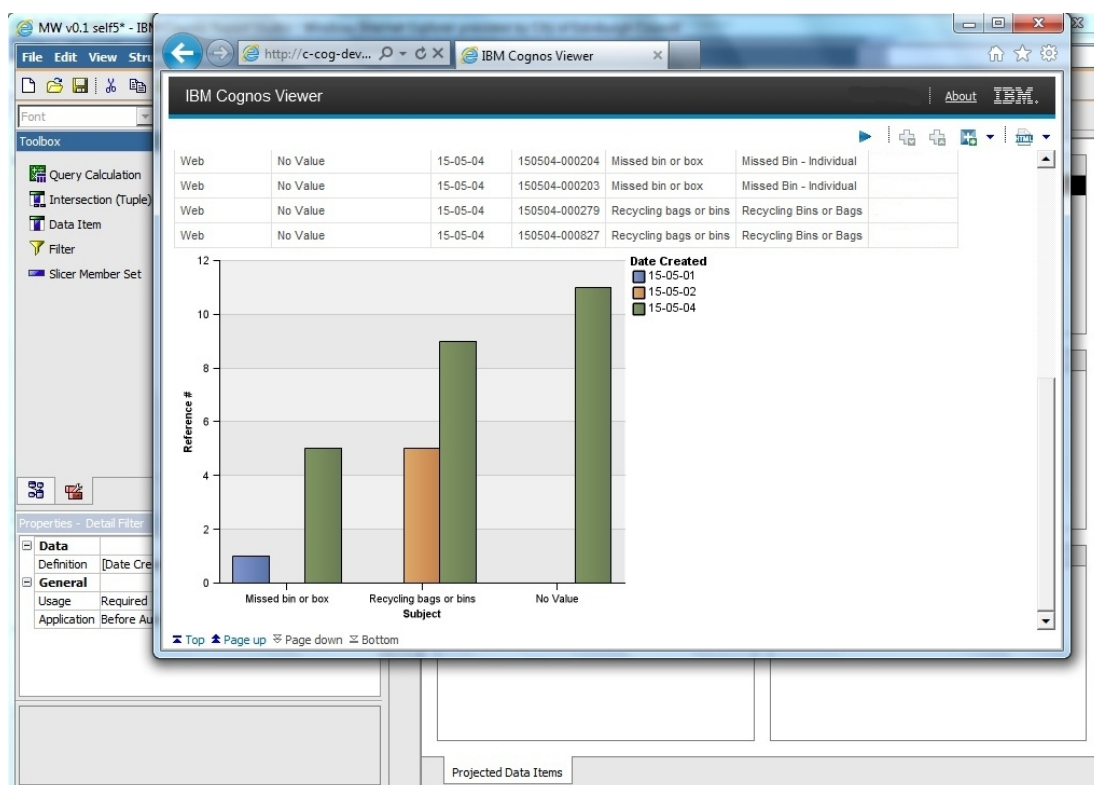 MW v0.1 self5* - IBM
File Edit View Stru
Font
Toolbox
Query Calculation
Intersection (Tuple)
Data Item
Filter
Slicer Member Set
Properties - Detail Filter
Data
Definition [Date Cre
General
Usage Required
Application Before Au
http://c-cog-dev...
IBM Cognos Viewer
IBM Cognos Viewer
About IBM.
HTML
Web No Value 15-05-04 150504-000204 Missed bin or box Missed Bin - Individual
Web No Value 15-05-04 150504-000203 Missed bin or box Missed Bin - Individual
Web No Value 15-05-04 150504-000279 Recycling bags or bins Recycling Bins or Bags
Web No Value 15-05-04 150504-000827 Recycling bags or bins Recycling Bins or Bags
12
10
8
6
4
2
0
Reference #
Missed bin or box Recycling bags or bins No Value
Subject
Date Created
15-05-01
15-05-02
15-05-04
Top Page up Page down Bottom
Projected Data Items